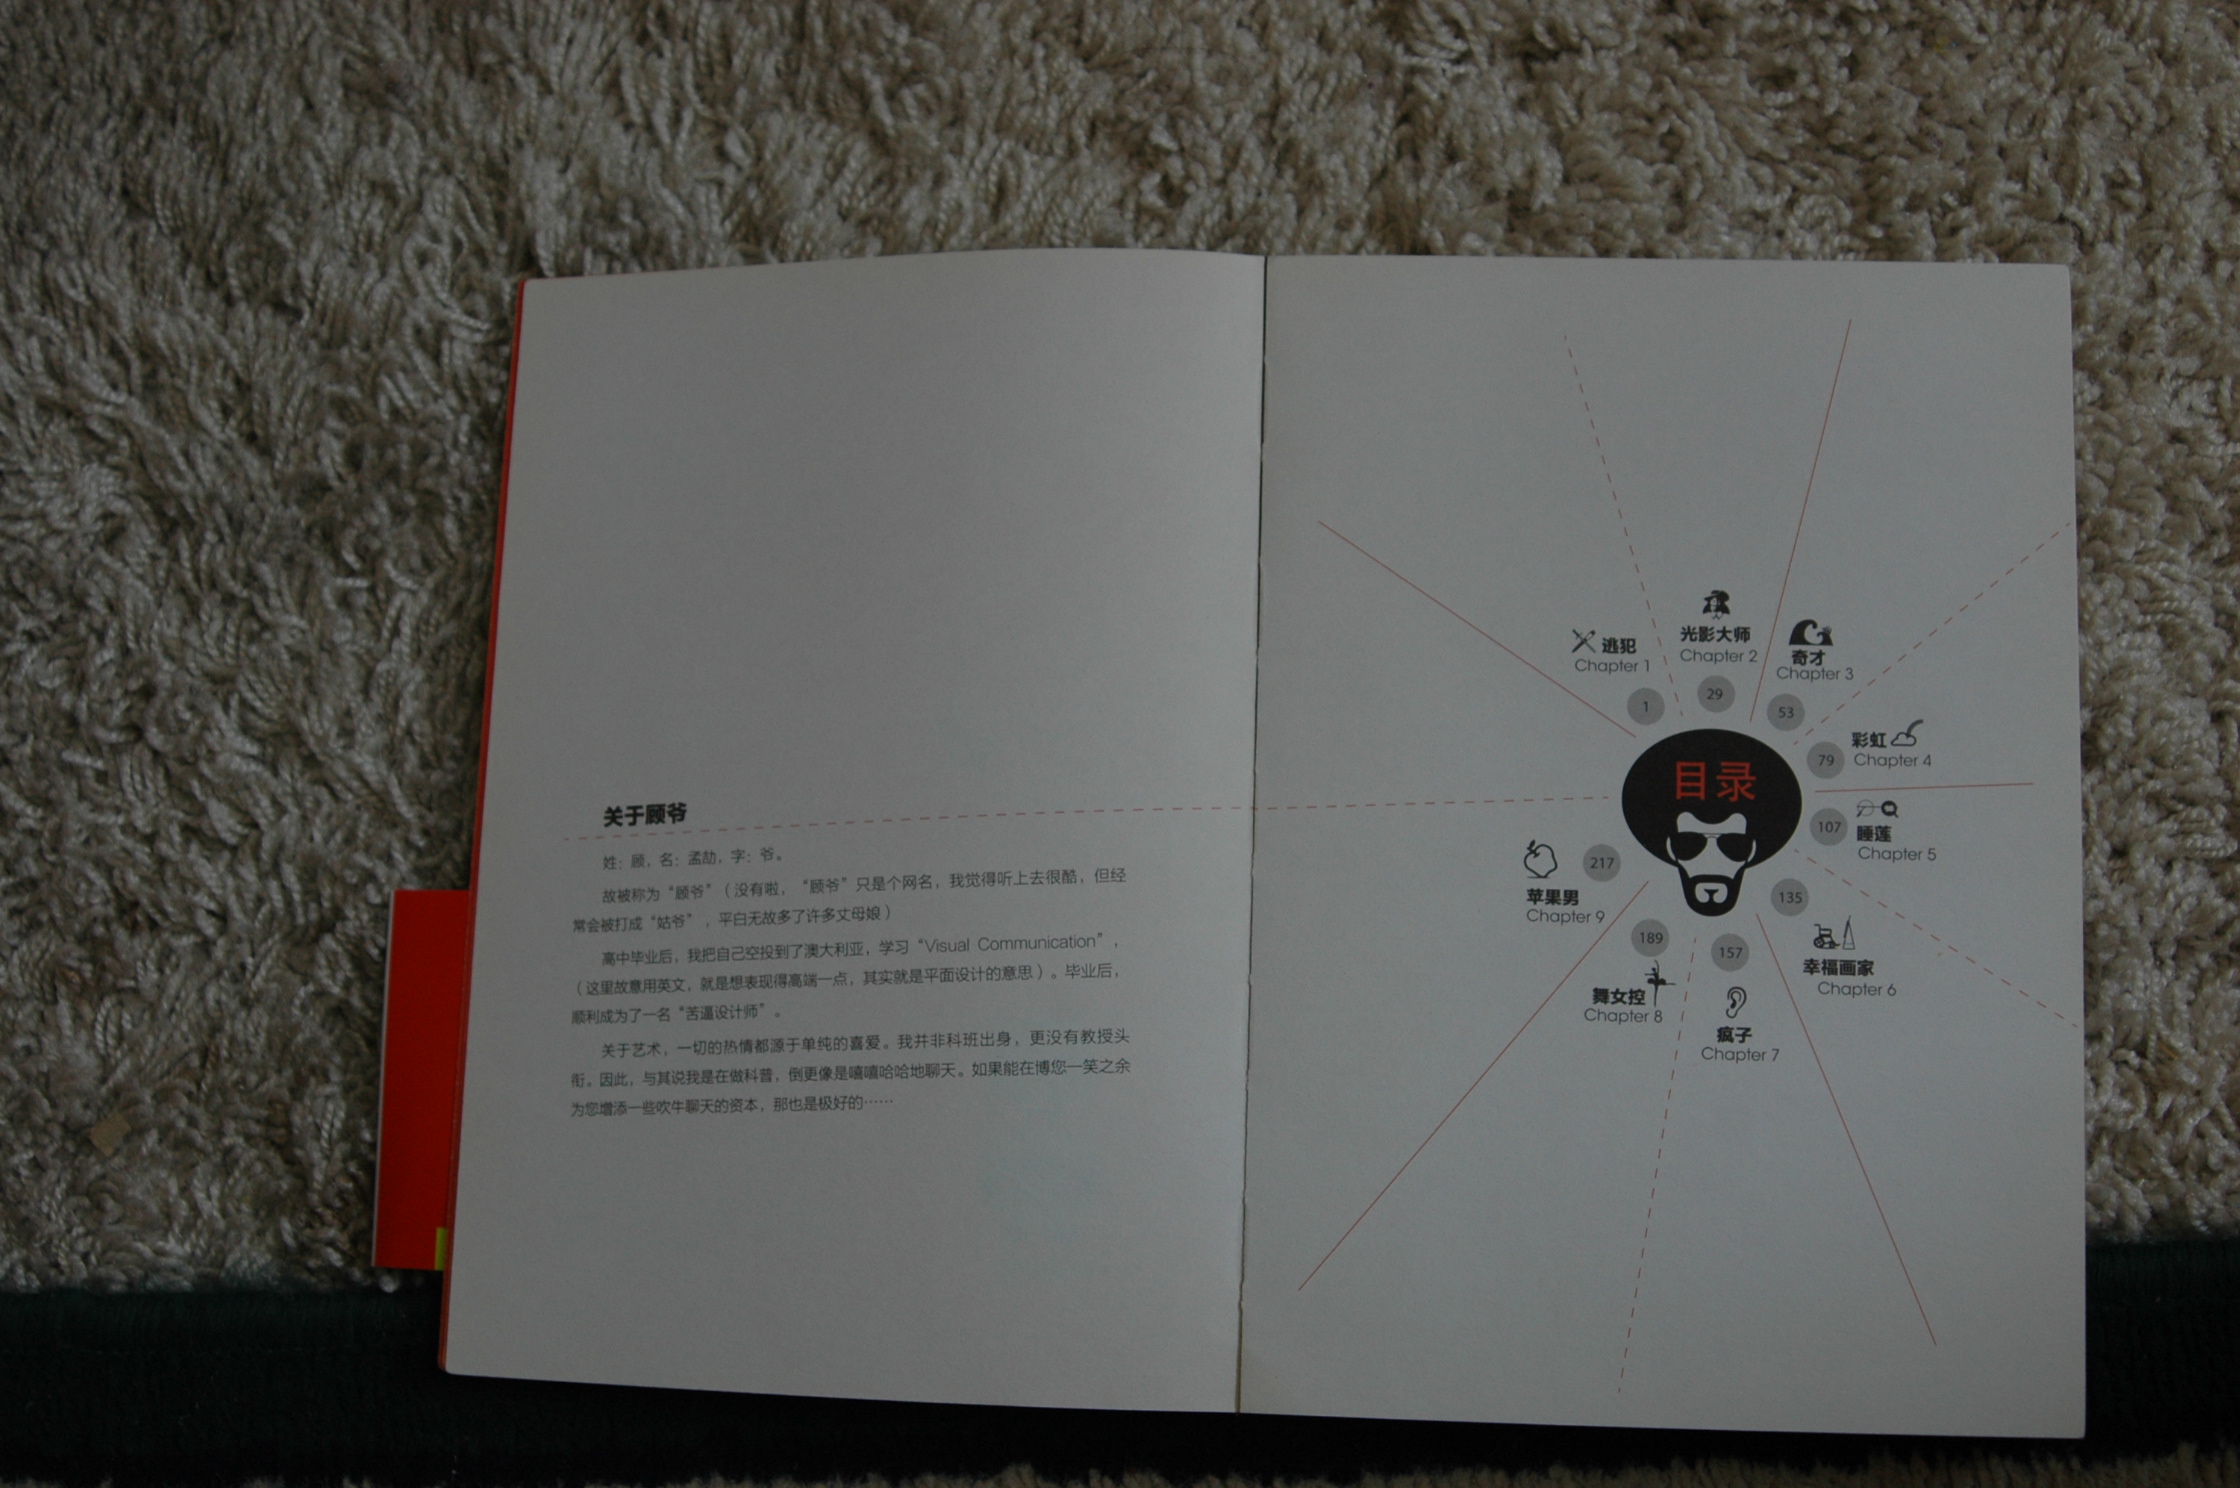 关于顾爷
姓：顾，名：孟劼，字：爷。
故被称为“顾爷”（没有啦，“顾爷”只是个网名，我觉得听上去很酷，但经
常会被打成“姑爷”，平白无故多了许多丈母娘）
高中毕业后，我把自己空投到了澳大利亚，学习“Visual Communication”，
（这里故意用英文，就是想表现得高端一点，其实就是平面设计的意思）。毕业后，
顺利成为了一名“苦逼设计师”。
关于艺术，一切的热情都源于单纯的喜爱。我并非科班出身，更没有教授头
衔。因此，与其说我是在做科普，倒更像是嘻嘻哈哈地聊天。如果能在博您一笑之余
为您增添一些吹牛聊天的资本，那也是极好的……
目录
逃犯
Chapter 1
1
光影大师
Chapter 2
29
奇才
Chapter 3
53
彩虹
Chapter 4
79
睡莲
Chapter 5
107
幸福画家
Chapter 6
135
疯子
Chapter 7
157
舞女控
Chapter 8
189
苹果男
Chapter 9
217